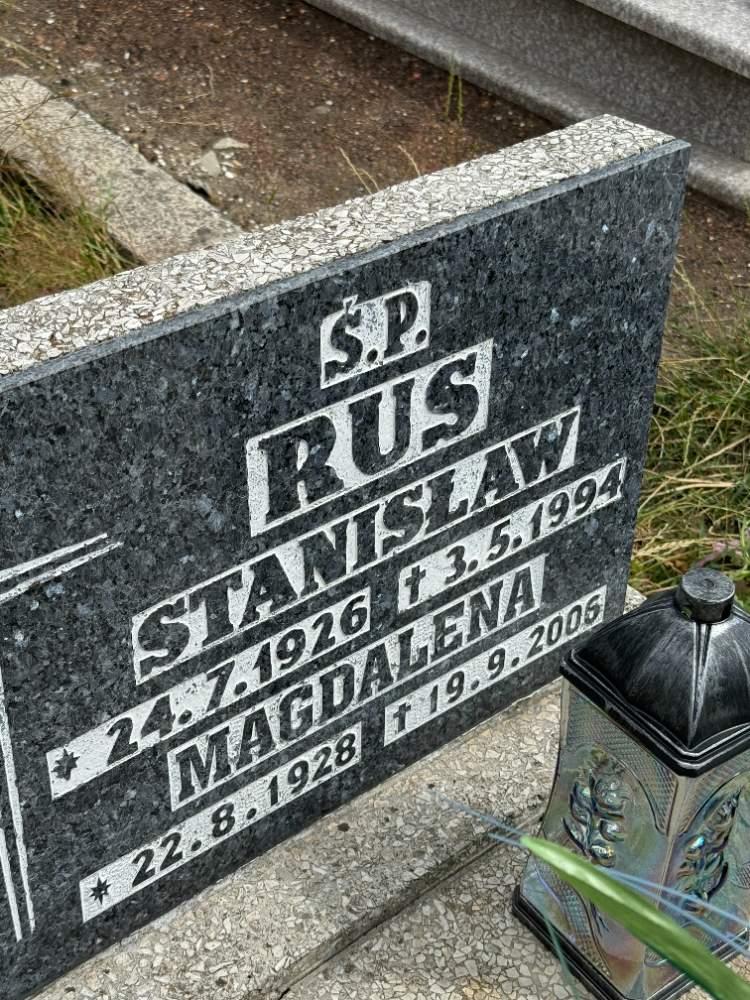 Ś.P.
RUS
STANISŁAW
* 24.7.1926 † 3.5.1994
MAGDALENA
* 22.8.1928 † 19.9.2006